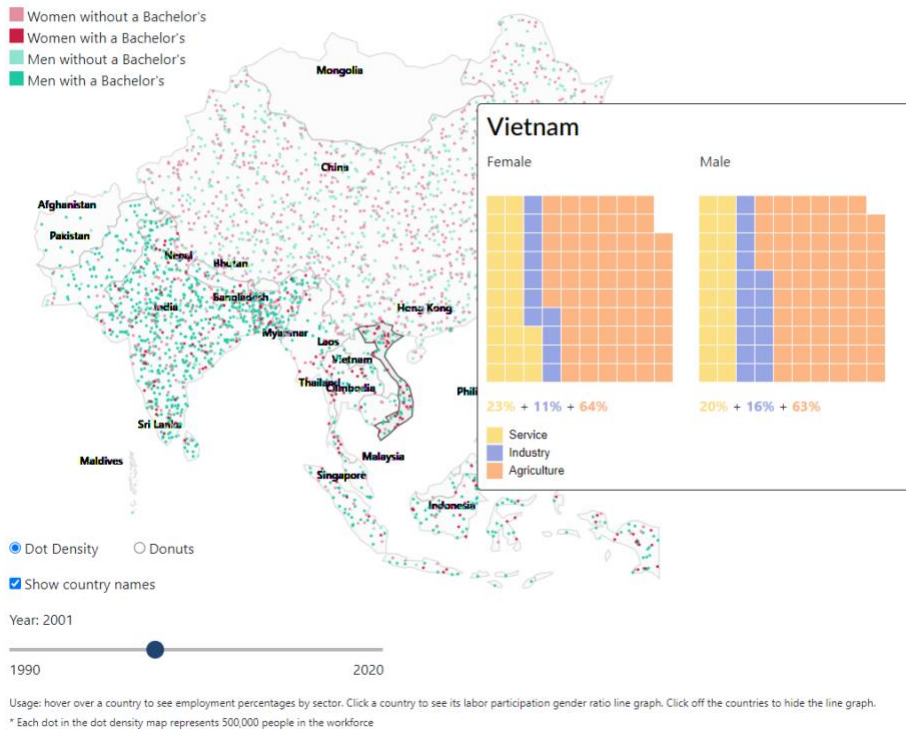 Women without a Bachelor's
Women with a Bachelor's
Men without a Bachelor's
Men with a Bachelor's
Mongolia
China
Afghanistan
Pakistan
Nepal
Bhutan
Bangladesh
India
Hong Kong
Myanmar
Laos
Vietnam
Thailand
Cambodia
Phili
Sri Lanka
Malaysia
Maldives
Singapore
Indonesia
Vietnam
Female Male
23% + 11% + 64% 20% + 16% + 63%
Service
Industry
Agriculture
Dot Density Donuts
Show country names
Year: 2001
1990 2020
Usage: hover over a country to see employment percentages by sector. Click a country to see its labor participation gender ratio line graph. Click off the countries to hide the line graph.
* Each dot in the dot density map represents 500,000 people in the workforce